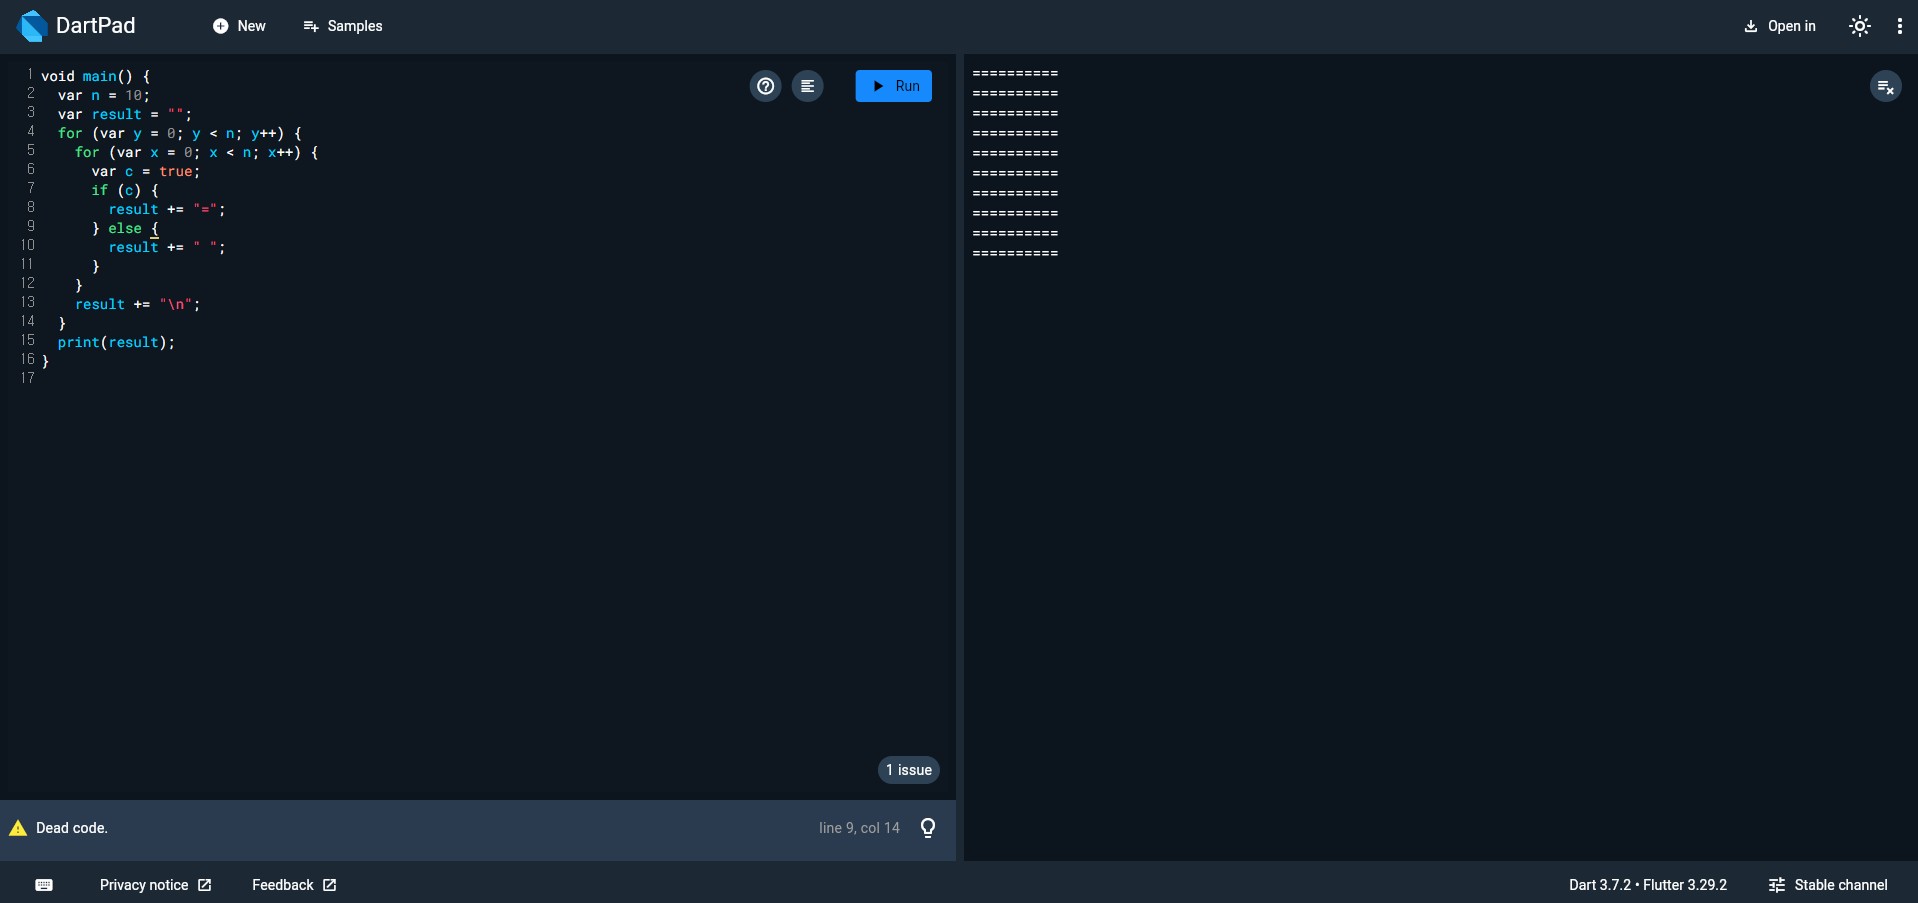 DartPad
New
Samples
Open in
1 void main() {
2   var n = 10;
3   var result = "";
4   for (var y = 0; y < n; y++) {
5     for (var x = 0; x < n; x++) {
6       var c = true;
7       if (c) {
8         result += "=";
9       } else {
10         result += " ";
11       }
12     }
13     result += "\n";
14   }
15   print(result);
16 }
17
Run
1 issue
Dead code.
line 9, col 14
==========
==========
==========
==========
==========
==========
==========
==========
==========
==========
Privacy notice
Feedback
Dart 3.7.2 • Flutter 3.29.2
Stable channel